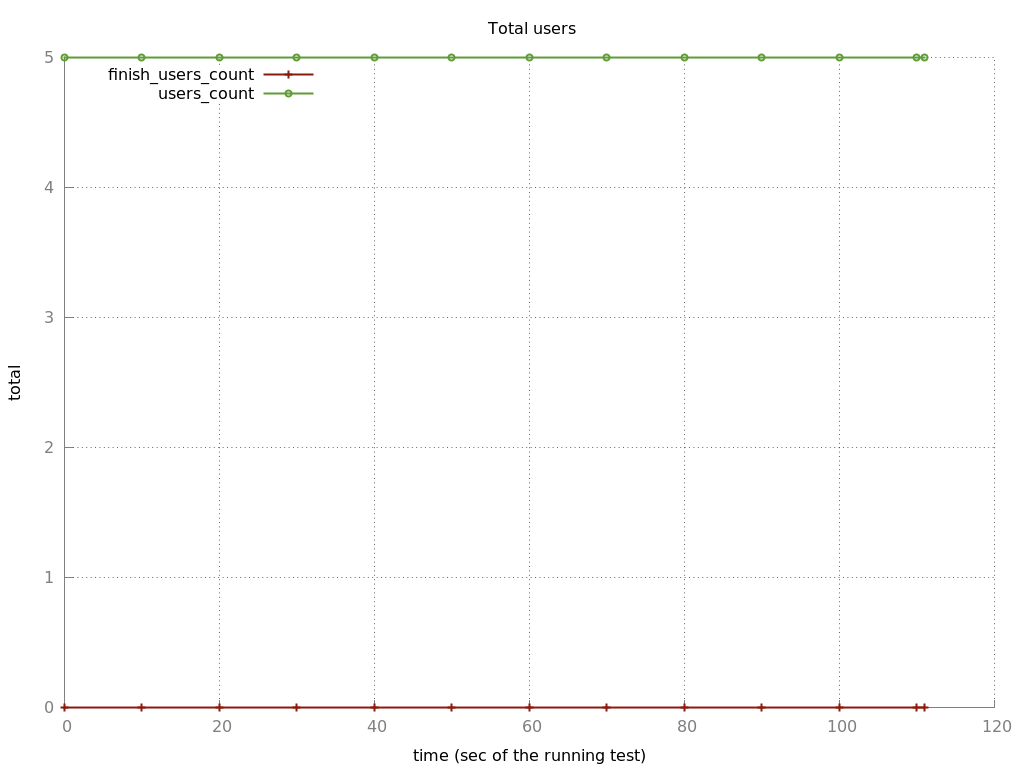 Total users
5
finish_users_count
users_count
4
3
total
2
1
0
0 20 40 60 80 100 120
time (sec of the running test)